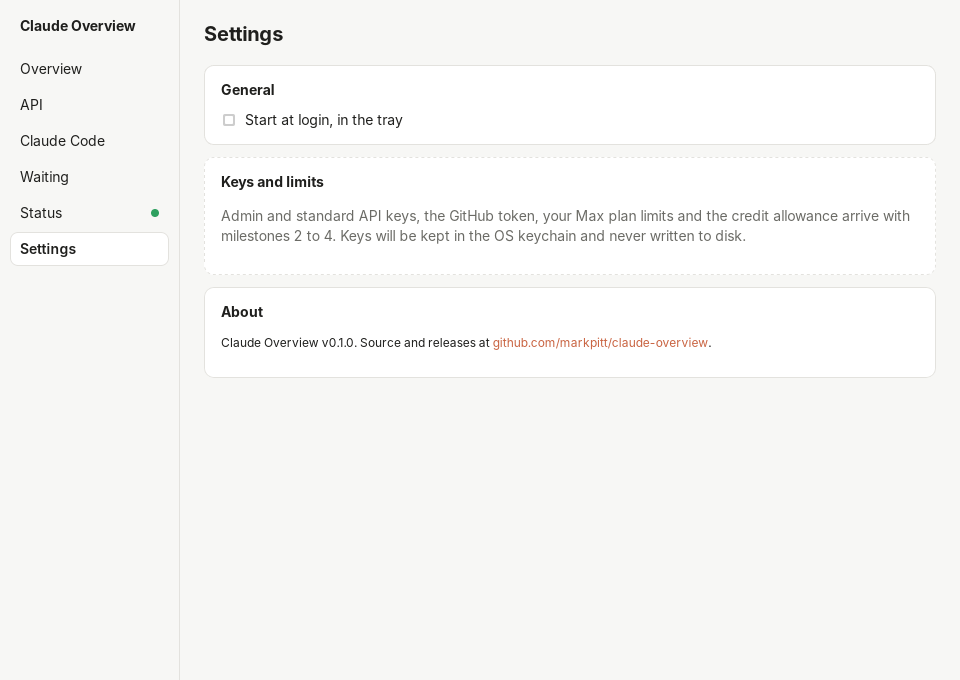 Claude Overview
Overview
API
Claude Code
Waiting
Status
Settings
Settings
General
Start at login, in the tray
Keys and limits
Admin and standard API keys, the GitHub token, your Max plan limits and the credit allowance arrive with
milestones 2 to 4. Keys will be kept in the OS keychain and never written to disk.
About
Claude Overview v0.1.0. Source and releases at github.com/markpitt/claude-overview.